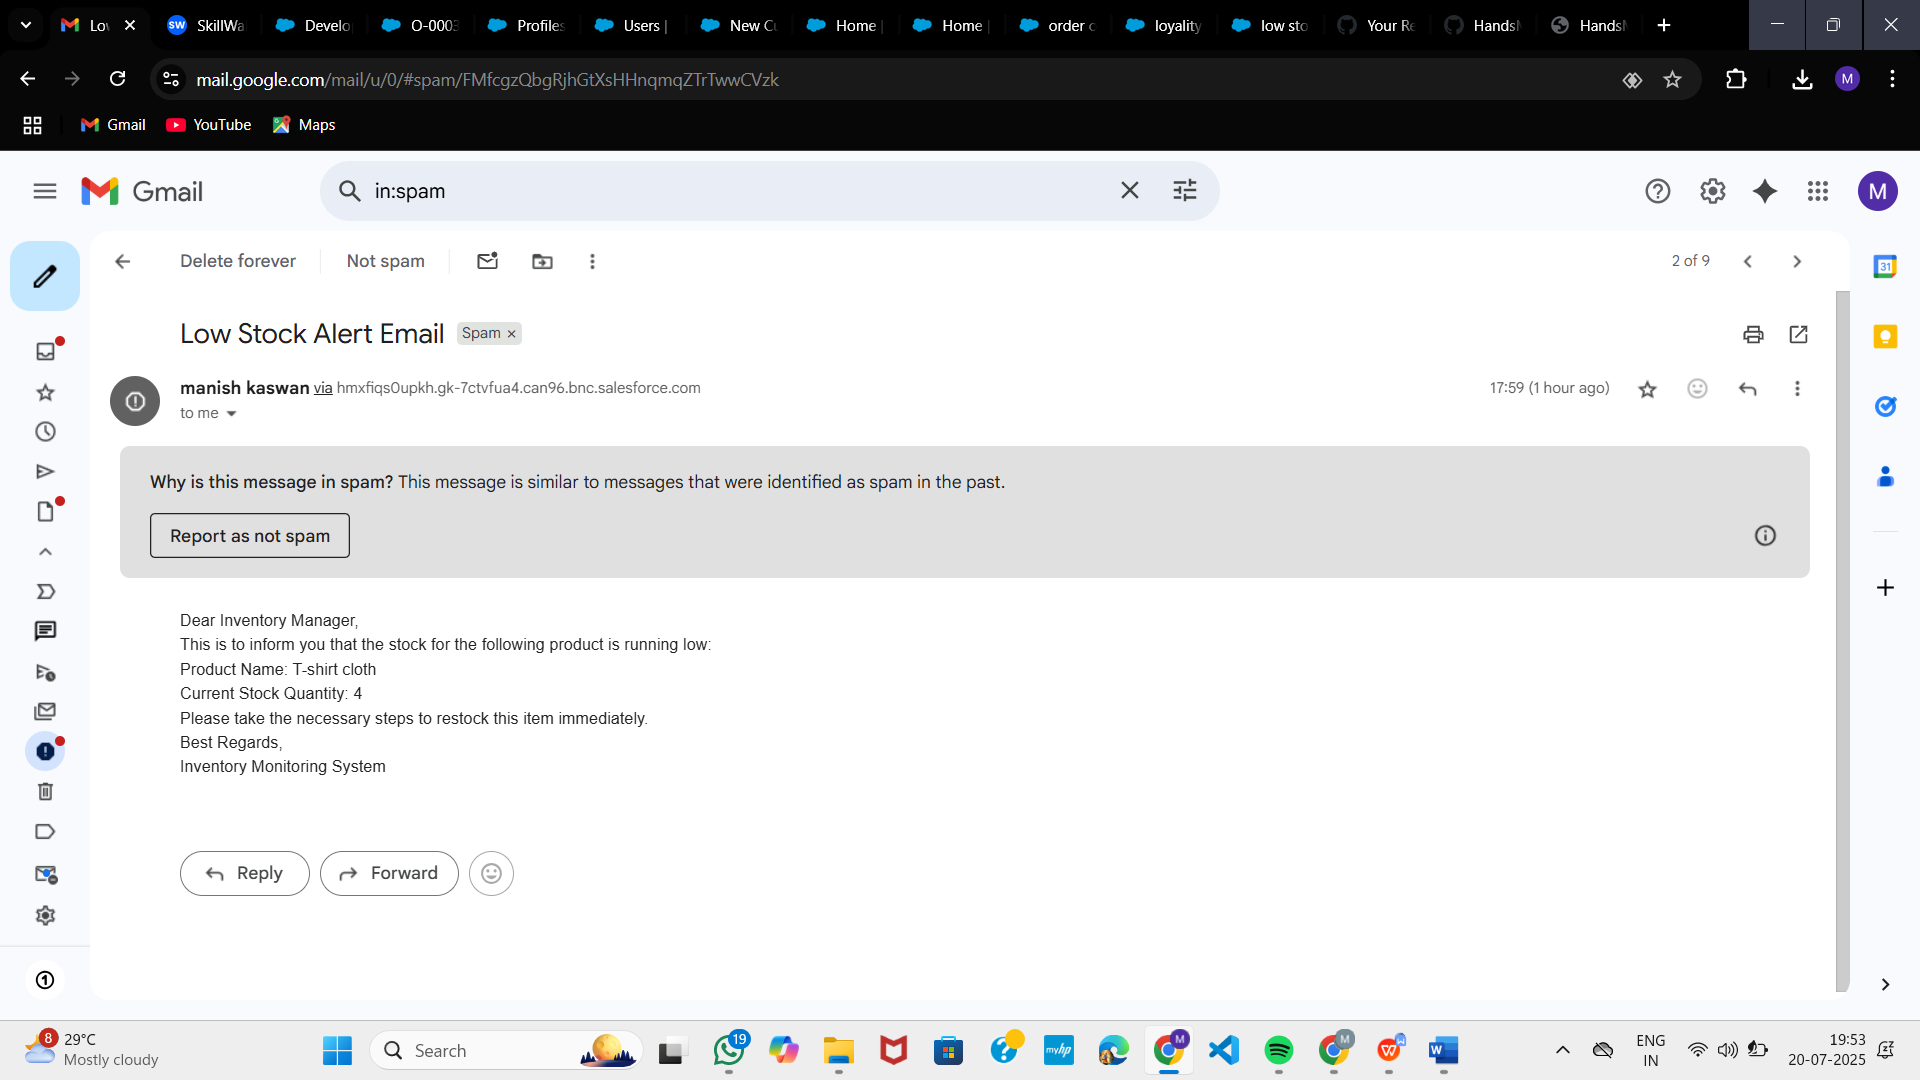 Lov
SW SkillWa
Develo
O-0003
Profiles
Users |
New Cu
Home |
Home |
order c
loyality
low sto
Your Re
HandsM
HandsM
mail.google.com/mail/u/0/#spam/FMfcgzQbgRjhGtXsHHnqmqZTrTwwCVzk
M
Gmail
YouTube
Maps
Gmail
in:spam
M
Delete forever
Not spam
2 of 9
31
Low Stock Alert Email
Spam ×
manish kaswan via hmxfiqs0upkh.gk-7ctvfua4.can96.bnc.salesforce.com
17:59 (1 hour ago)
to me
Why is this message in spam? This message is similar to messages that were identified as spam in the past.
Report as not spam
Dear Inventory Manager,
This is to inform you that the stock for the following product is running low:
Product Name: T-shirt cloth
Current Stock Quantity: 4
Please take the necessary steps to restock this item immediately.
Best Regards,
Inventory Monitoring System
Reply
Forward
8
29°C
Mostly cloudy
Search
19
myhp
M
M
W
W
ENG
IN
19:53
20-07-2025